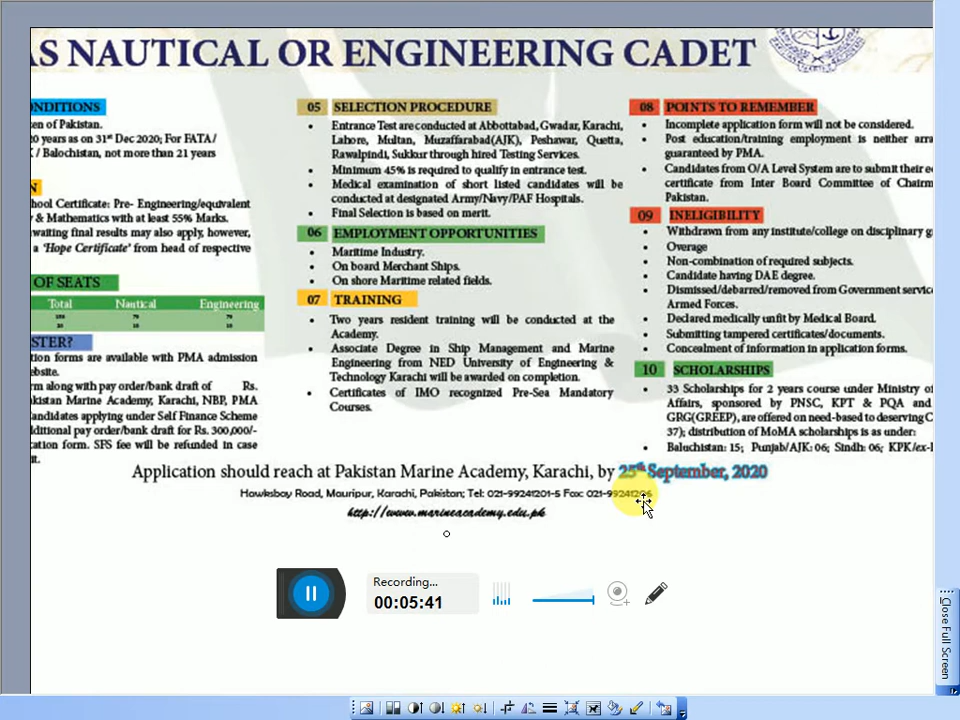 AS NAUTICAL OR ENGINEERING CADET
ONDITIONS
zen of Pakistan.
20 years as on 31st Dec 2020; For FATA/
/ Balochistan, not more than 21 years
N
hool Certificate: Pre- Engineering/equivalent
y & Mathematics with at least 55% Marks.
waiting final results may also apply, however,
a 'Hope Certificate' from head of respective
OF SEATS
Total Nautical Engineering
STER?
tion forms are available with PMA admission
ebsite.
rm along with pay order/bank draft of Rs.
akistan Marine Academy, Karachi, NBP, PMA
andidates applying under Self Finance Scheme
ditional pay order/bank draft for Rs. 300,000/-
cation form. SFS fee will be refunded in case
it.
05 SELECTION PROCEDURE
• Entrance Test are conducted at Abbottabad, Gwadar, Karachi,
Lahore, Multan, Muzaffarabad(AJK), Peshawar, Quetta,
Rawalpindi, Sukkur through hired Testing Services.
• Minimum 45% is required to qualify in entrance test.
• Medical examination of short listed candidates will be
conducted at designated Army/Navy/PAF Hospitals.
• Final Selection is based on merit.
06 EMPLOYMENT OPPORTUNITIES
• Maritime Industry.
• On board Merchant Ships.
• On shore Maritime related fields.
07 TRAINING
• Two years resident training will be conducted at the
Academy.
• Associate Degree in Ship Management and Marine
Engineering from NED University of Engineering &
Technology Karachi will be awarded on completion.
• Certificates of IMO recognized Pre-Sea Mandatory
Courses.
08 POINTS TO REMEMBER
• Incomplete application form will not be considered.
• Post education/training employment is neither arra
guaranteed by PMA.
• Candidates from O/A Level System are to submit their e
certificate from Inter Board Committee of Chairm
Pakistan.
09 INELIGIBILITY
• Withdrawn from any institute/college on disciplinary g
• Overage
• Non-combination of required subjects.
• Candidate having DAE degree.
• Dismissed/debarred/removed from Government servic
Armed Forces.
• Declared medically unfit by Medical Board.
• Submitting tampered certificates/documents.
• Concealment of information in application forms.
10 SCHOLARSHIPS
• 33 Scholarships for 2 years course under Ministry of
Affairs, sponsored by PNSC, KPT & PQA and
GRG(GREEP), are offered on need-based to deserving C
37); distribution of MoMA scholarships is as under:
• Baluchistan: 15; Punjab/AJK: 06; Sindh: 06; KPK/ex-
Application should reach at Pakistan Marine Academy, Karachi, by 25th September, 2020
Hawksbay Road, Mauripur, Karachi, Pakistan; Tel: 021-99241201-5 Fax: 021-99241206
http://www.marineacademy.edu.pk
Recording...
00:05:41
Close Full Screen